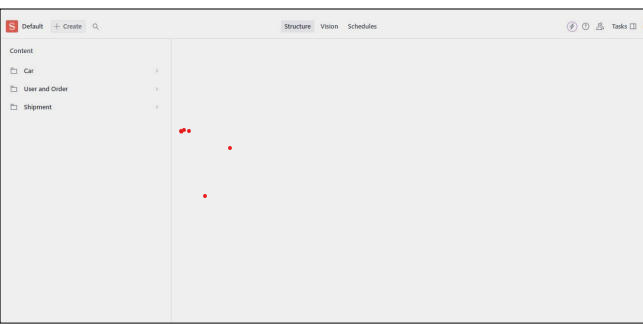 S Default + Create Structure Vision Schedules Tasks
Content
Car
User and Order
Shipment